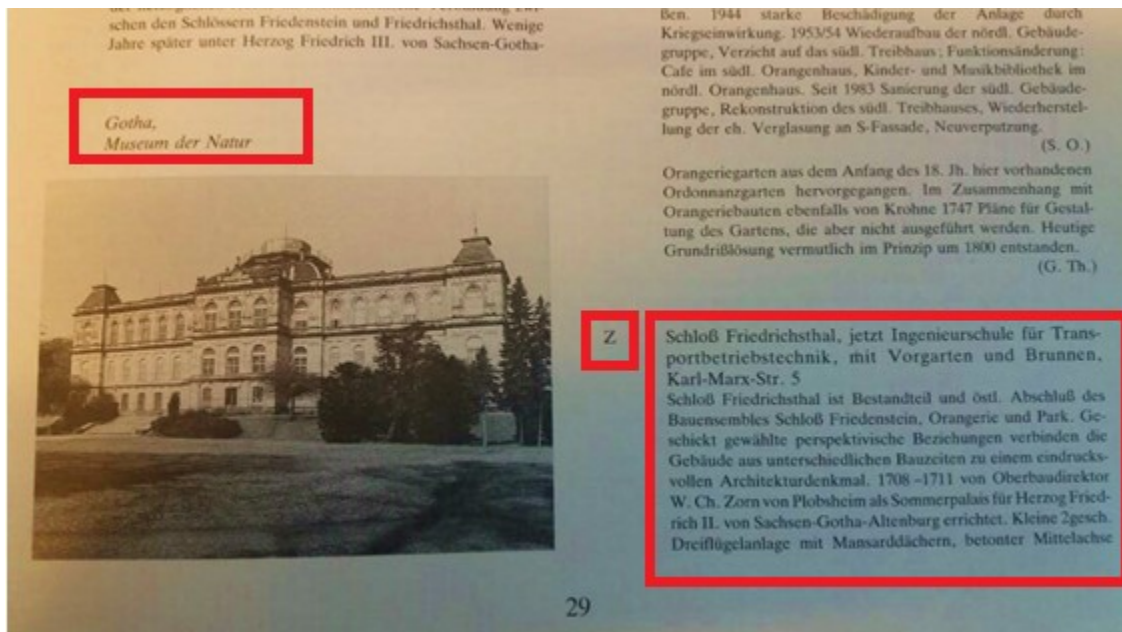 schen den Schlössern Friedenstein und Friedrichsthal. Wenige
Jahre später unter Herzog Friedrich III. von Sachsen-Gotha-
Gotha,
Museum der Natur
ßen. 1944 starke Beschädigung der Anlage durch
Kriegseinwirkung. 1953/54 Wiederaufbau der nördl. Gebäude-
gruppe, Verzicht auf das südl. Treibhaus; Funktionsänderung:
Cafe im südl. Orangenhaus, Kinder- und Musikbibliothek im
nördl. Orangenhaus. Seit 1983 Sanierung der südl. Gebäude-
gruppe, Rekonstruktion des südl. Treibhauses, Wiederherstel-
lung der eh. Verglasung an S-Fassade, Neuverputzung.
(S. O.)
Orangeriegarten aus dem Anfang des 18. Jh. hier vorhandenen
Ordonnanzgarten hervorgegangen. Im Zusammenhang mit
Orangeriebauten ebenfalls von Krohne 1747 Pläne für Gestal-
tung des Gartens, die aber nicht ausgeführt werden. Heutige
Grundrißlösung vermutlich im Prinzip um 1800 entstanden.
(G. Th.)
Z
Schloß Friedrichsthal, jetzt Ingenieurschule für Trans-
portbetriebstechnik, mit Vorgarten und Brunnen,
Karl-Marx-Str. 5
Schloß Friedrichsthal ist Bestandteil und östl. Abschluß des
Bauensembles Schloß Friedenstein, Orangerie und Park. Ge-
schickt gewählte perspektivische Beziehungen verbinden die
Gebäude aus unterschiedlichen Bauzeiten zu einem eindrucks-
vollen Architekturdenkmal. 1708–1711 von Oberbaudirektor
W. Ch. Zorn von Plobsheim als Sommerpalais für Herzog Fried-
rich II. von Sachsen-Gotha-Altenburg errichtet. Kleine 2gesch.
Dreiflügelanlage mit Mansarddächern, betonter Mittelachse
29